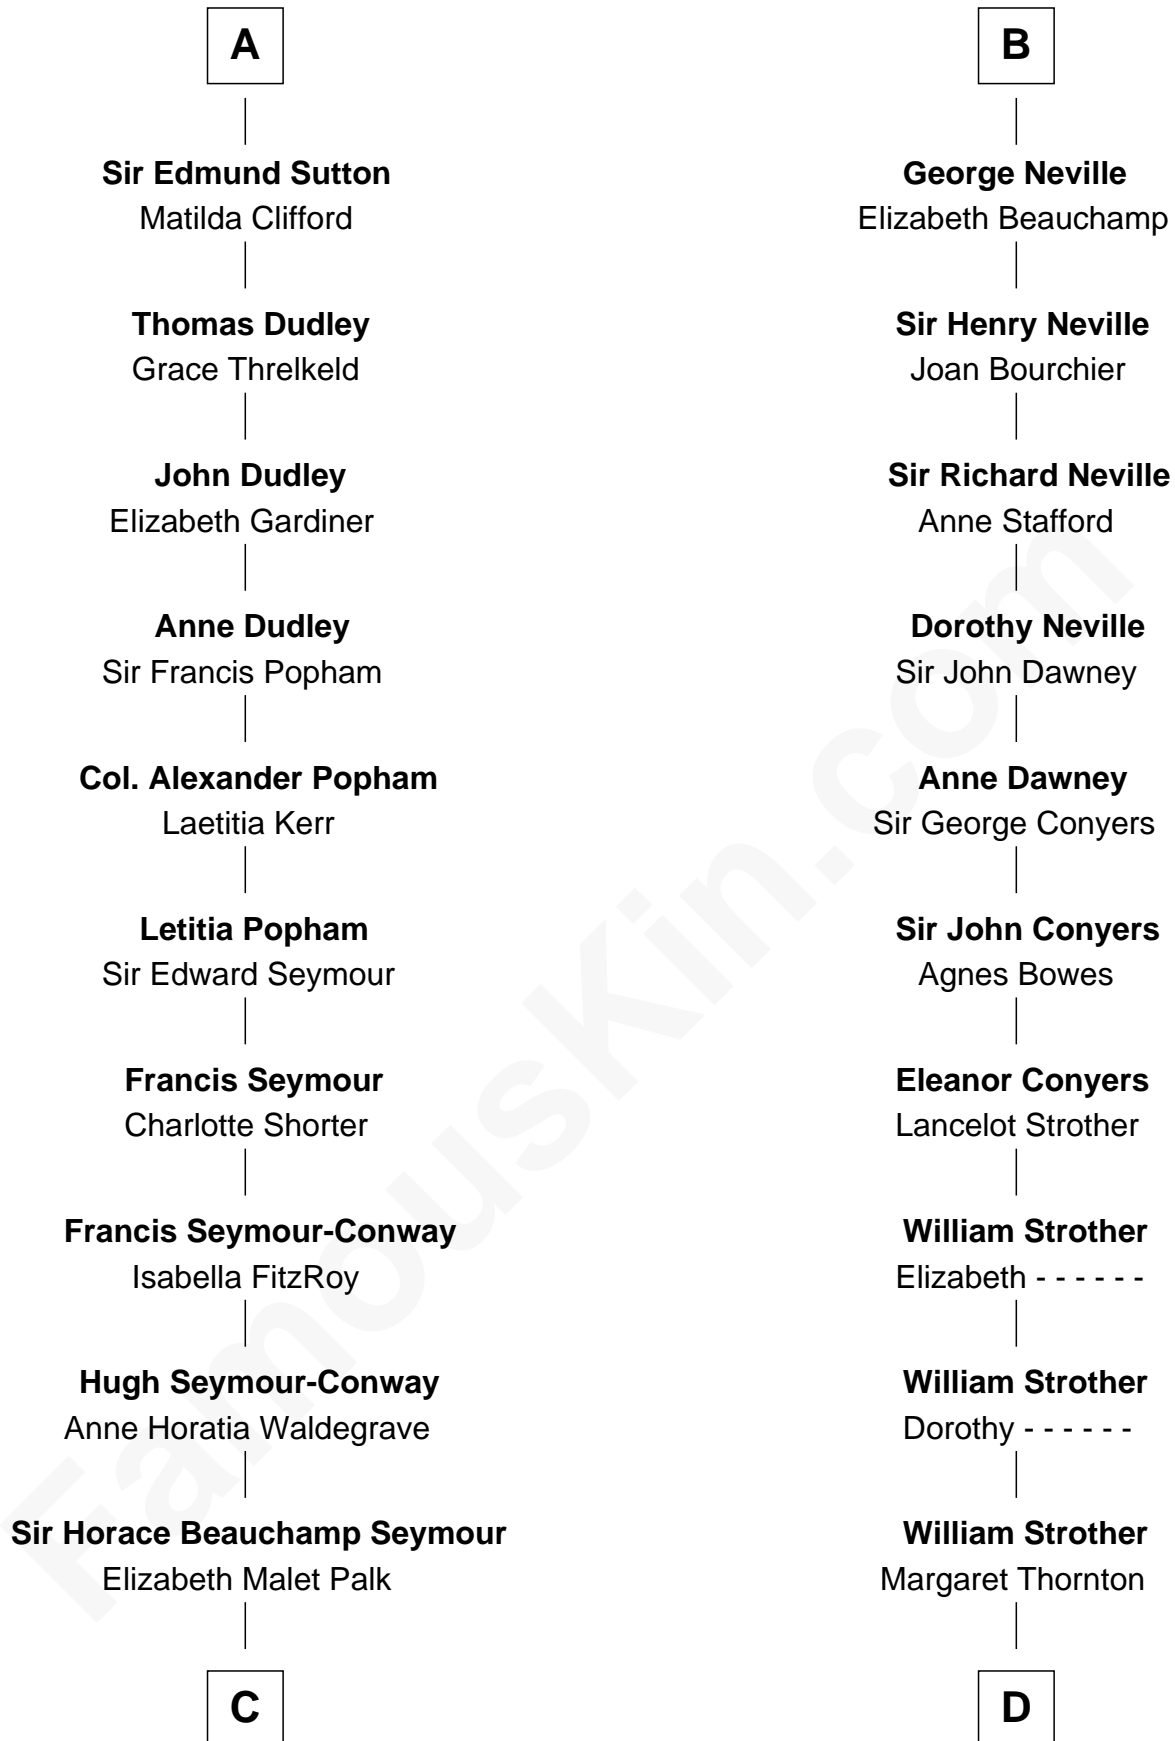 A
Sir Edmund Sutton
Matilda Clifford
Thomas Dudley
Grace Threlkeld
John Dudley
Elizabeth Gardiner
Anne Dudley
Sir Francis Popham
Col. Alexander Popham
Laetitia Kerr
Letitia Popham
Sir Edward Seymour
Francis Seymour
Charlotte Shorter
Francis Seymour-Conway
Isabella FitzRoy
Hugh Seymour-Conway
Anne Horatia Waldegrave
Sir Horace Beauchamp Seymour
Elizabeth Malet Palk
C
B
George Neville
Elizabeth Beauchamp
Sir Henry Neville
Joan Bourchier
Sir Richard Neville
Anne Stafford
Dorothy Neville
Sir John Dawney
Anne Dawney
Sir George Conyers
Sir John Conyers
Agnes Bowes
Eleanor Conyers
Lancelot Strother
William Strother
Elizabeth - - - - - -
William Strother
Dorothy - - - - - -
William Strother
Margaret Thornton
D
FamousKin.com